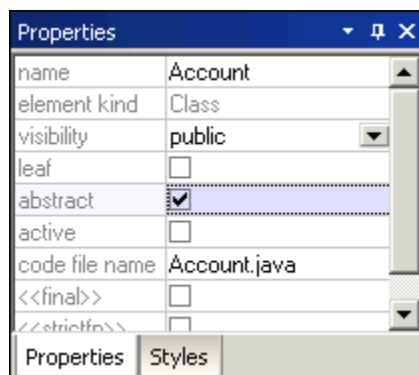 Properties
name Account
element kind Class
visibility public
leaf
abstract
active
code file name Account.java
<<final>>
<<strictfp>>
Properties Styles